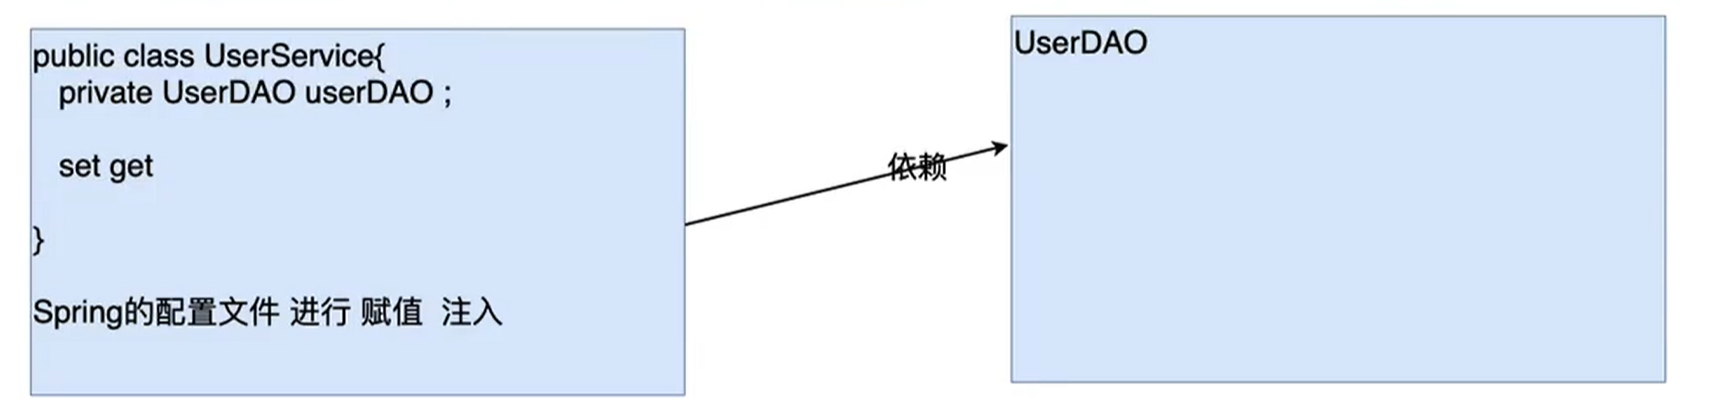 public class UserService{
private UserDAO userDAO ;
set get
}
Spring的配置文件 进行 赋值 注入
依赖
UserDAO